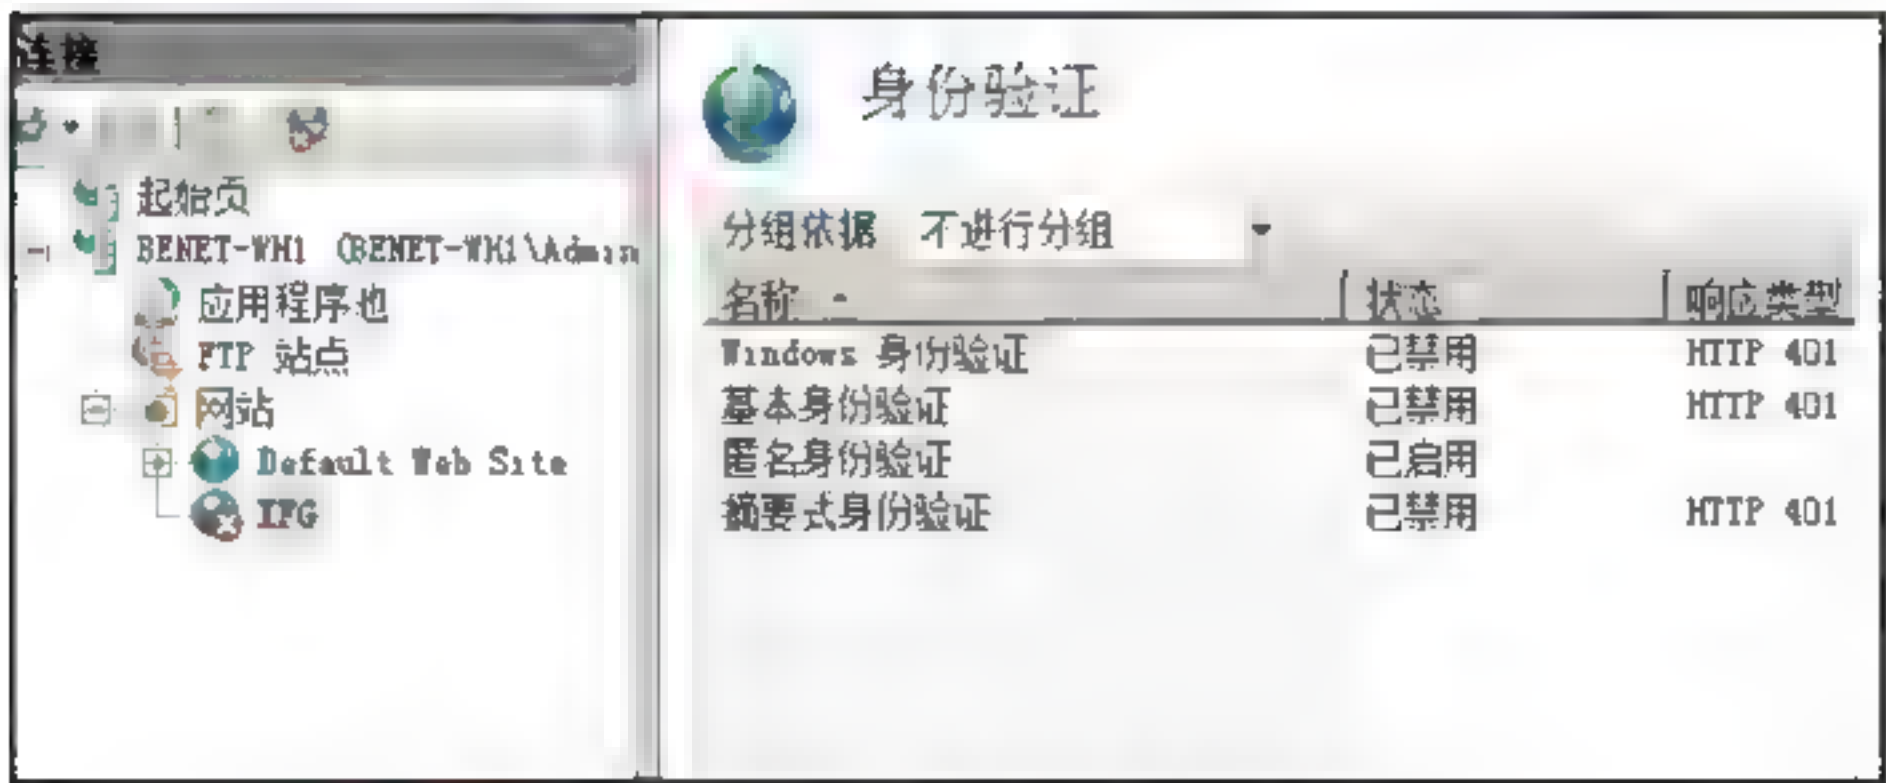 连接
起始页
BENET-WH1 (BENET-WH1\Admin
应用程序池
FTP 站点
网站
Default Web Site
身份验证
分组依据 不进行分组
名称 状态 响应类型
Windows 身份验证 已禁用 HTTP 401
基本身份验证 已禁用 HTTP 401
匿名身份验证 已启用
摘要式身份验证 已禁用 HTTP 401